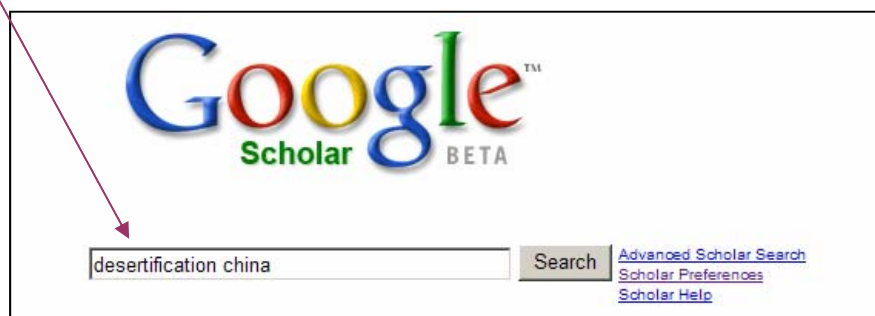 Google™
Scholar BETA
desertification china Search Advanced Scholar Search
Scholar Preferences
Scholar Help